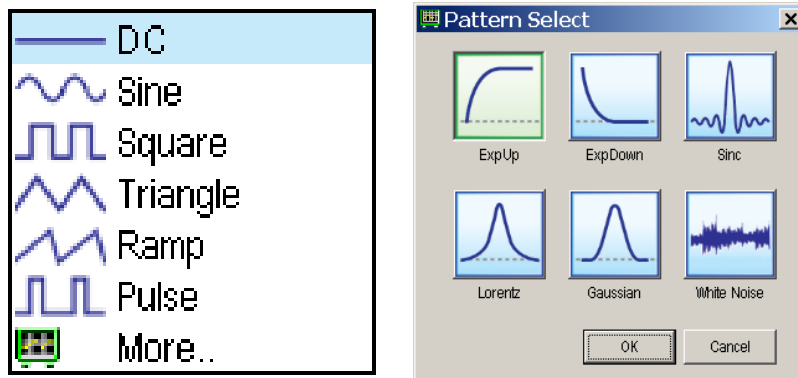 DC
Sine
Square
Triangle
Ramp
Pulse
More..
Pattern Select
ExpUp ExpDown Sinc
Lorentz Gaussian White Noise
OK Cancel